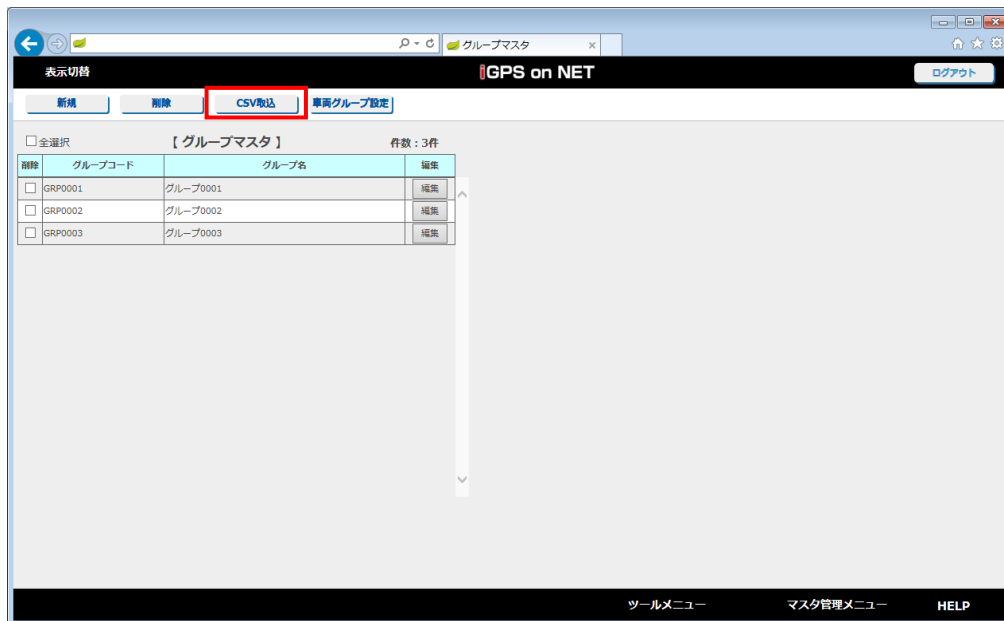 グループマスタ
表示切替 iGPS on NET ログアウト
新規 削除 CSV取込 車両グループ設定
全選択 【 グループマスタ 】 件数：3件
削除 グループコード グループ名 編集
GRP0001 グループ0001 編集
GRP0002 グループ0002 編集
GRP0003 グループ0003 編集
ツールメニュー マスタ管理メニュー HELP